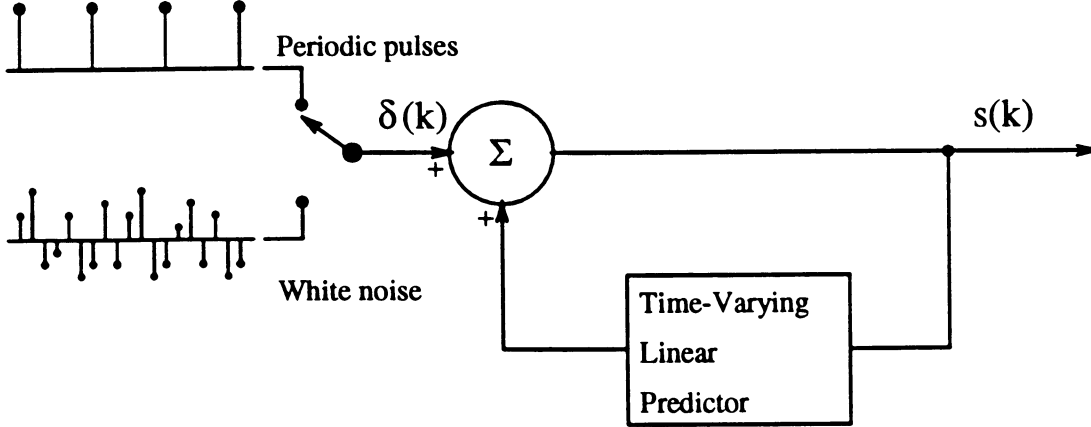 Periodic pulses
δ(k)
Σ
s(k)
+
+
White noise
Time-Varying
Linear
Predictor